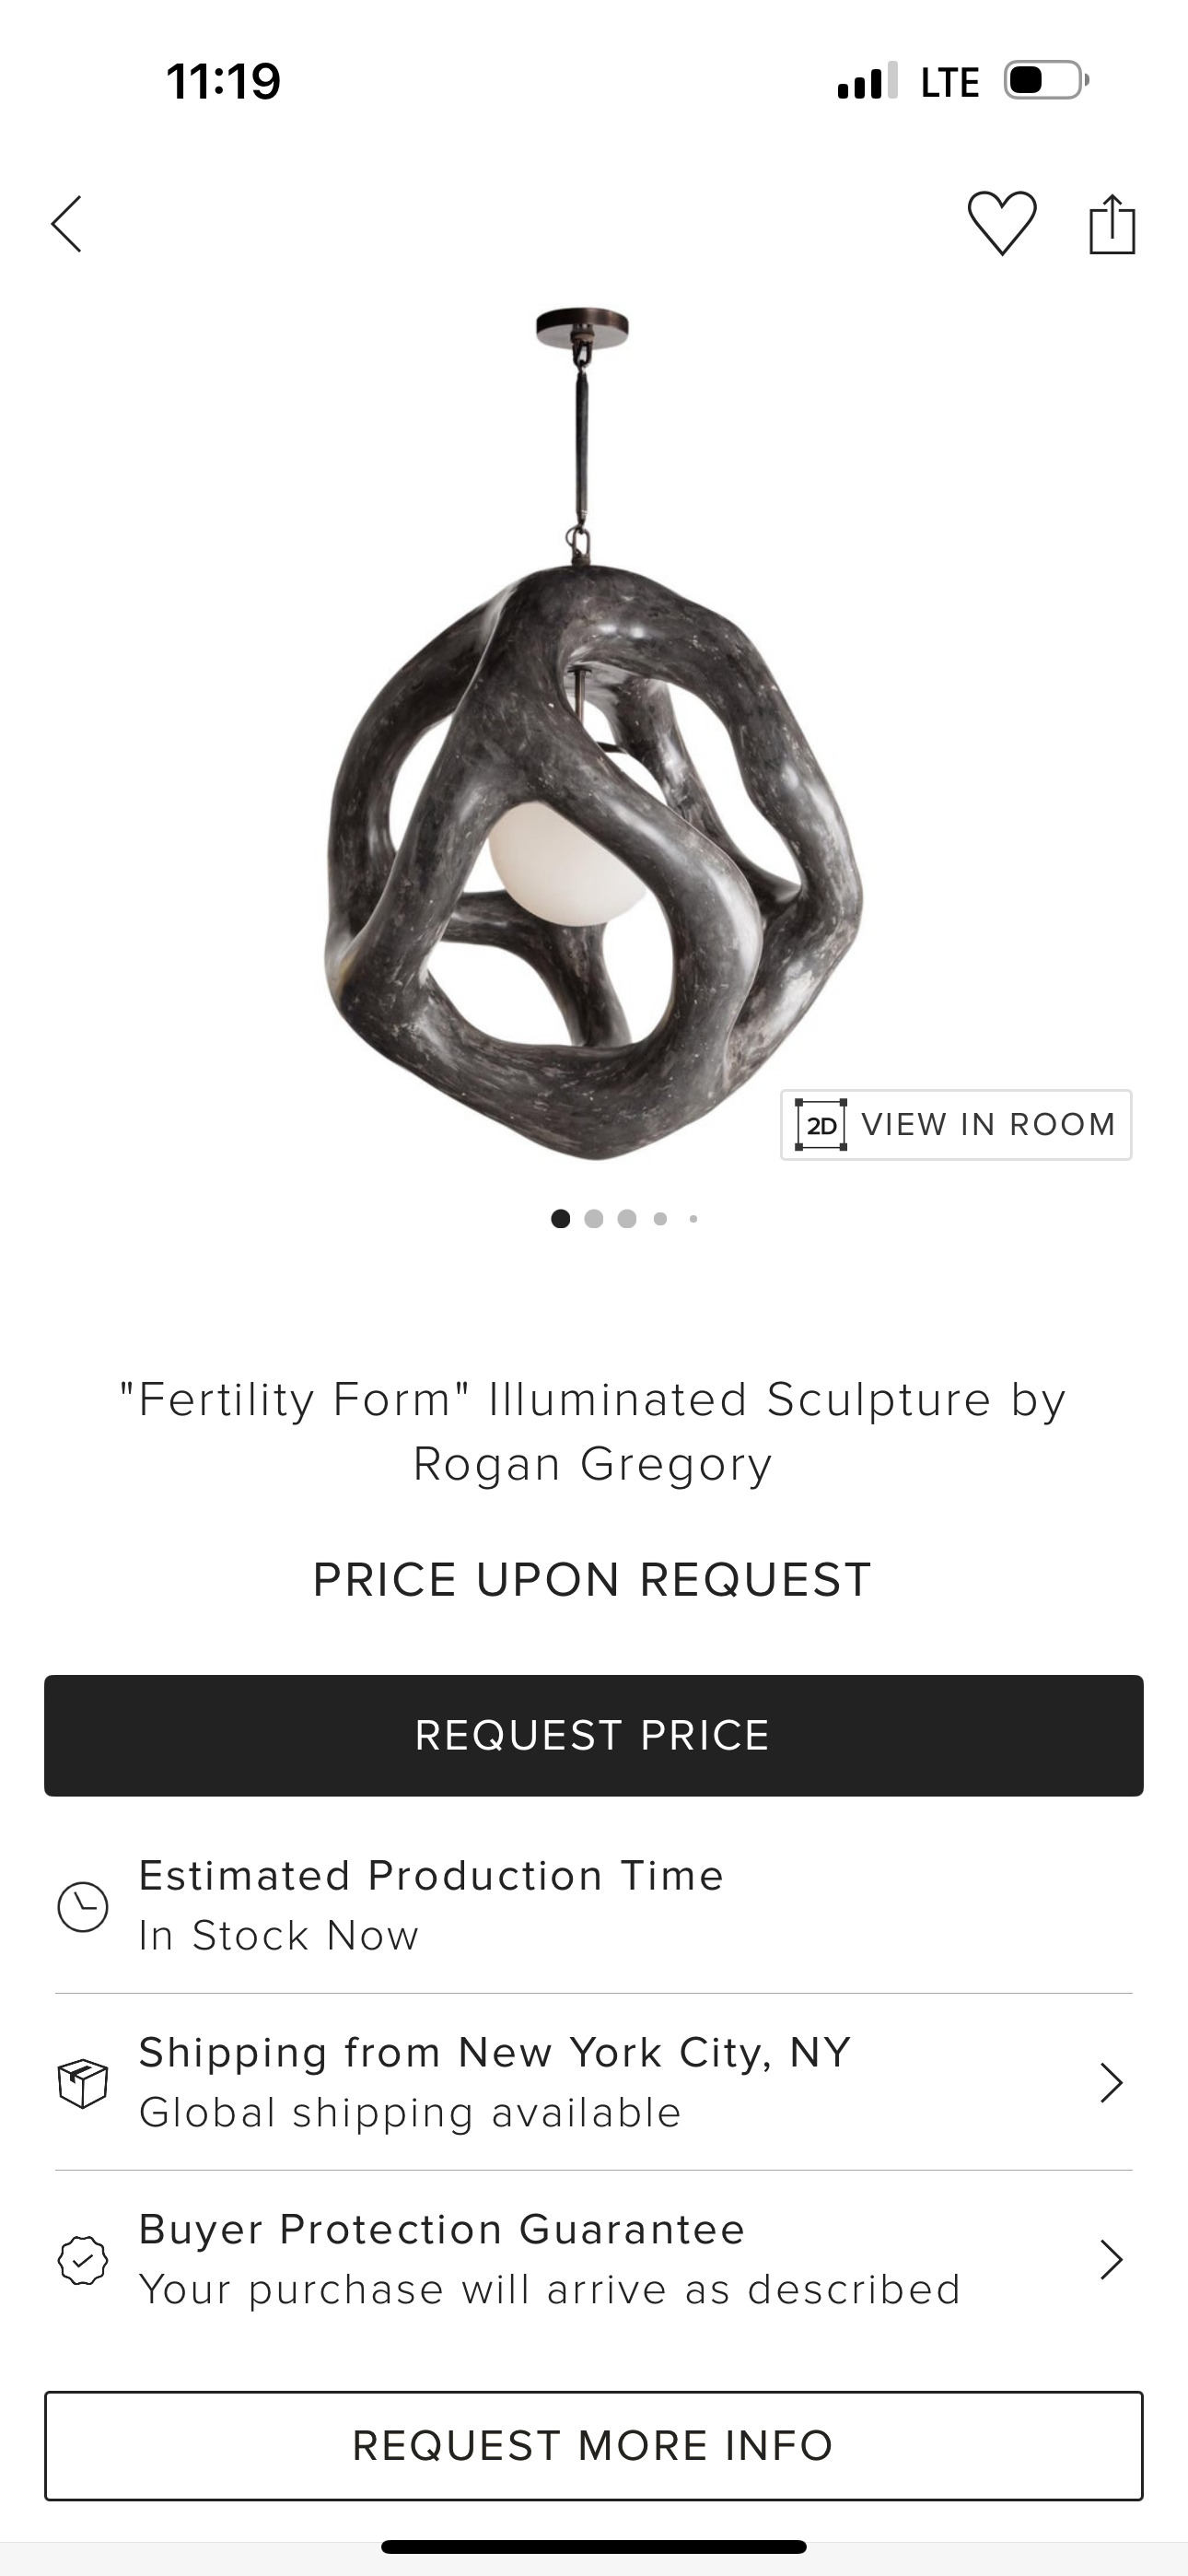 11:19
LTE
2D VIEW IN ROOM
"Fertility Form" Illuminated Sculpture by
Rogan Gregory
PRICE UPON REQUEST
REQUEST PRICE
Estimated Production Time
In Stock Now
Shipping from New York City, NY
Global shipping available
Buyer Protection Guarantee
Your purchase will arrive as described
REQUEST MORE INFO